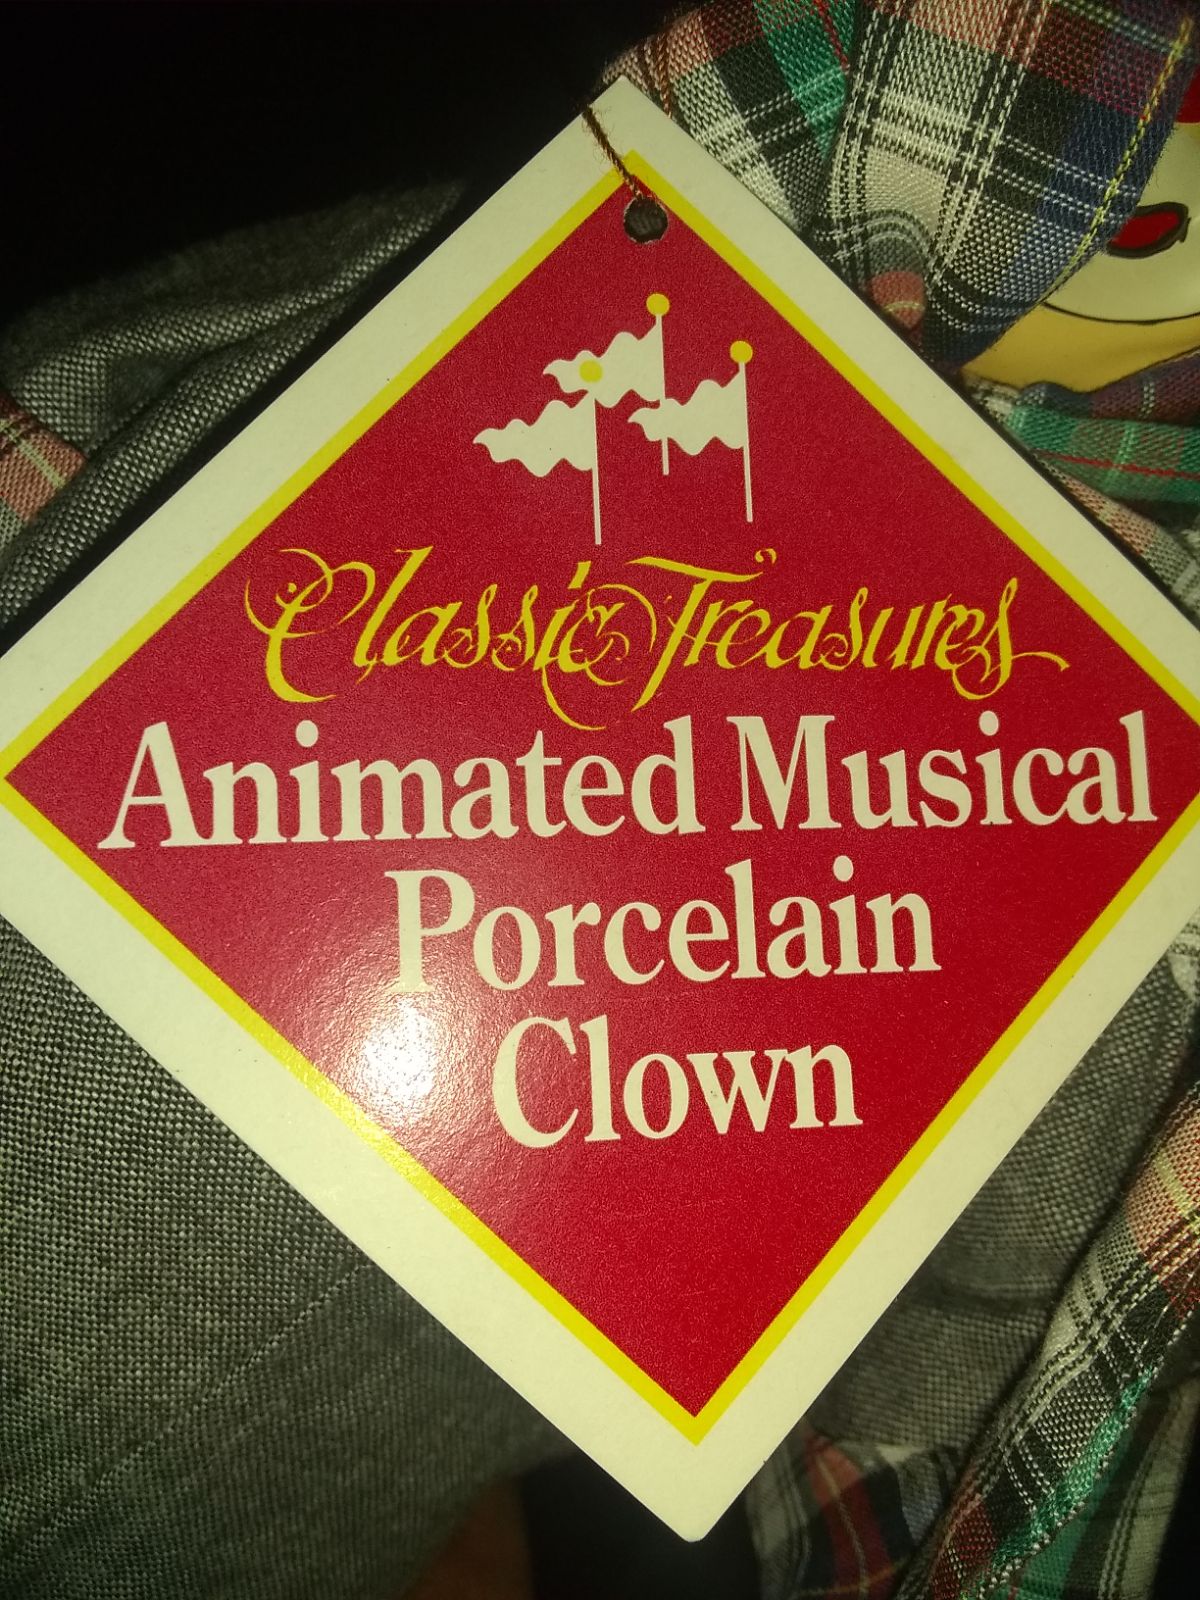 Classic Treasures
Animated Musical
Porcelain
Clown